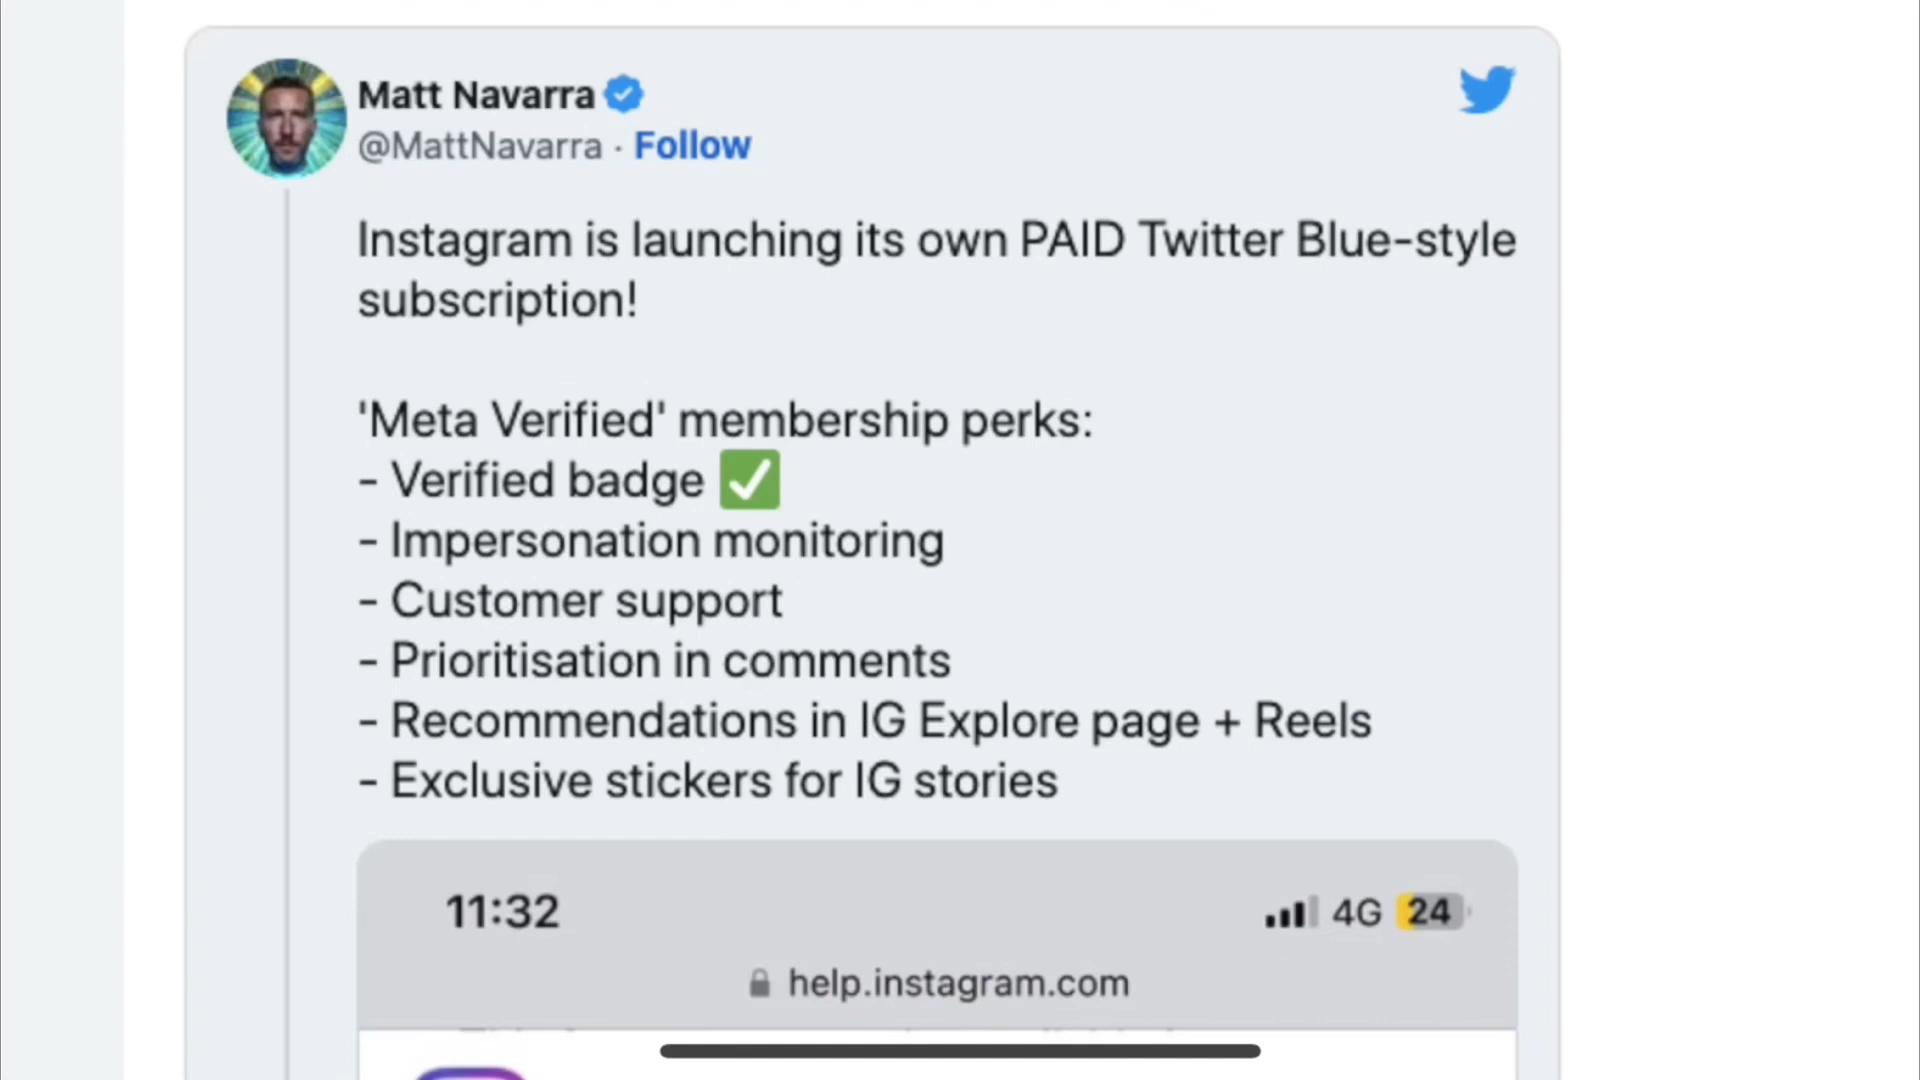 Matt Navarra
@MattNavarra · Follow
Instagram is launching its own PAID Twitter Blue-style
subscription!
'Meta Verified' membership perks:
- Verified badge ✅
- Impersonation monitoring
- Customer support
- Prioritisation in comments
- Recommendations in IG Explore page + Reels
- Exclusive stickers for IG stories
11:32 4G 24
help.instagram.com